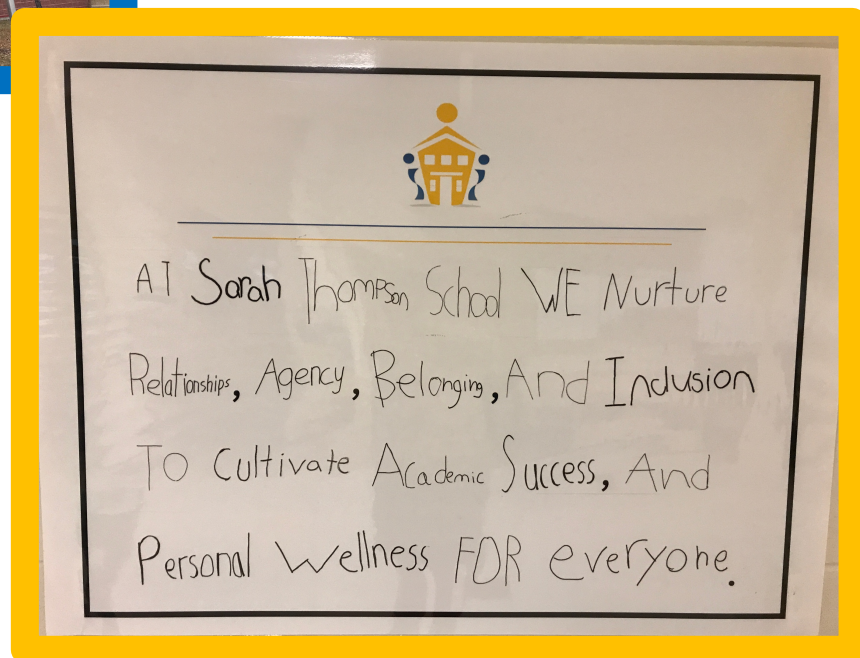 AT Sarah Thompson School WE Nurture
Relationships, Agency, Belonging, And Inclusion
TO Cultivate Academic Success, And
Personal Wellness FOR everyone.